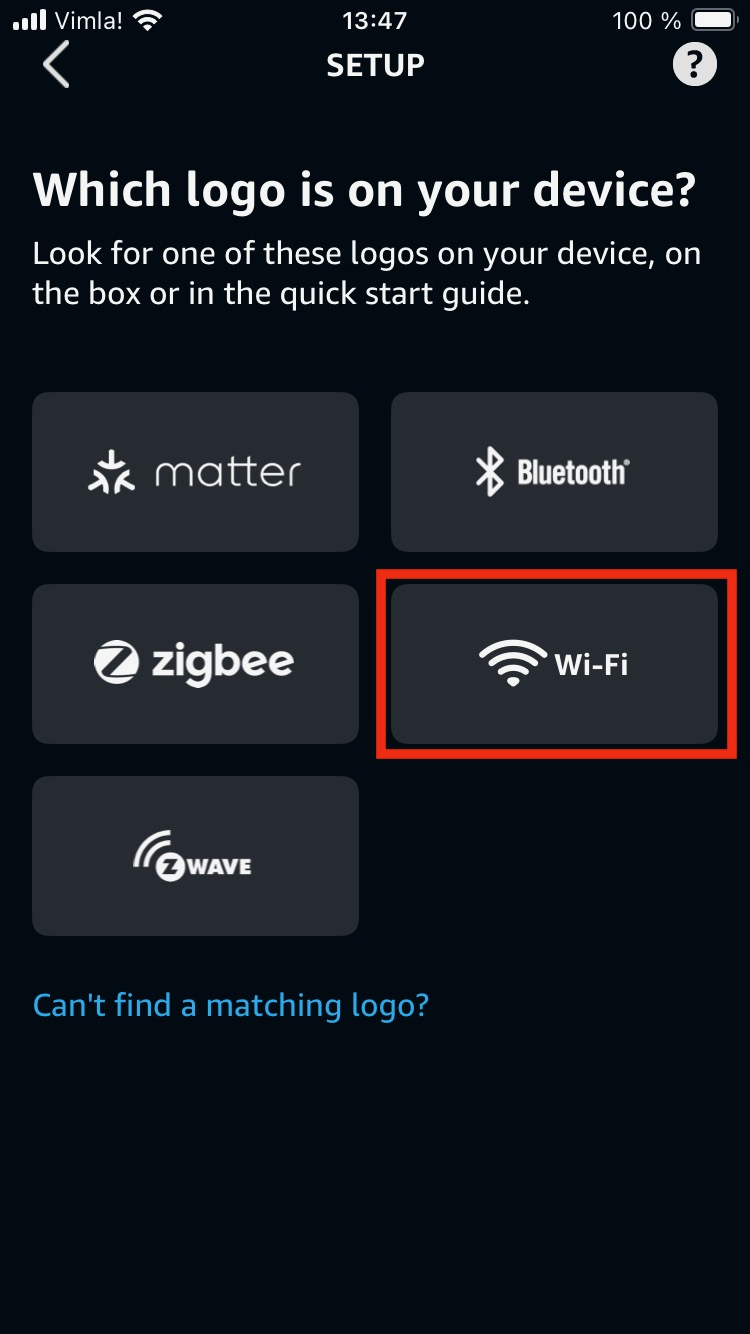 Vimla! 13:47 100 %
SETUP ?
Which logo is on your device?
Look for one of these logos on your device, on
the box or in the quick start guide.
matter Bluetooth®
zigbee Wi-Fi
Z WAVE
Can't find a matching logo?